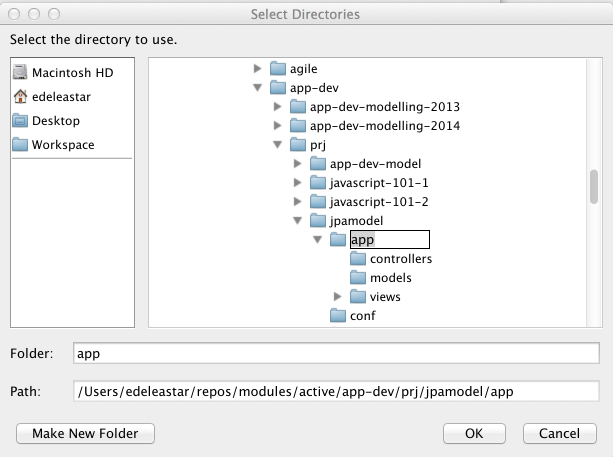 Select Directories
Select the directory to use.
Macintosh HD
edeleastar
Desktop
Workspace
agile
app-dev
app-dev-modelling-2013
app-dev-modelling-2014
prj
app-dev-model
javascript-101-1
javascript-101-2
jpamodel
app
controllers
models
views
conf
Folder: app
Path: /Users/edeleastar/repos/modules/active/app-dev/prj/jpamodel/app
Make New Folder OK Cancel